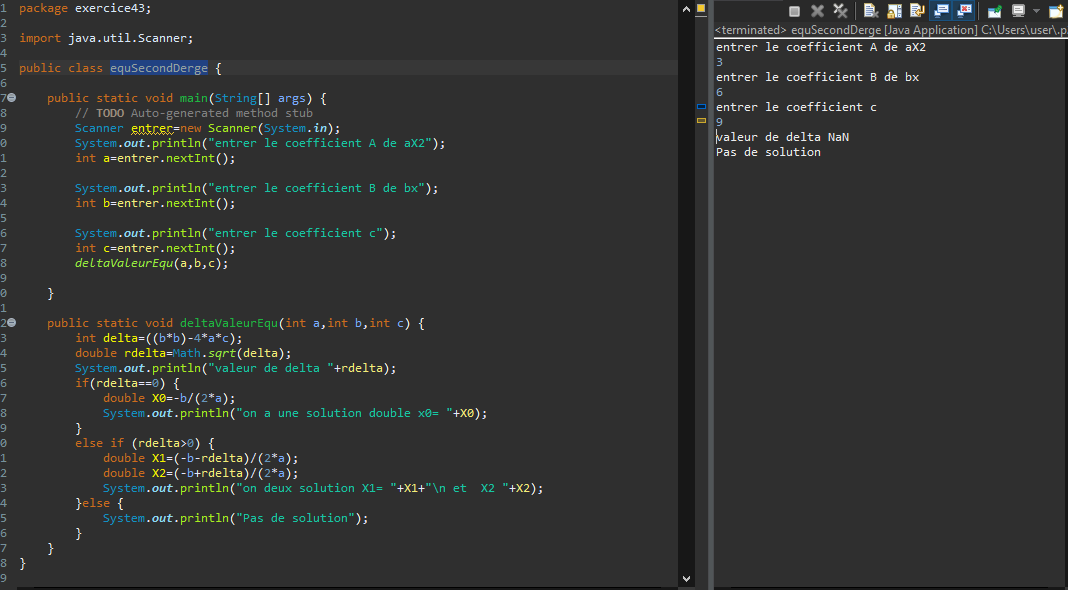 1 package exercice43;
2
3 import java.util.Scanner;
4
5 public class equSecondDerge {
6
7 public static void main(String[] args) {
8 // TODO Auto-generated method stub
9 Scanner entrer=new Scanner(System.in);
0 System.out.println("entrer le coefficient A de aX2");
1 int a=entrer.nextInt();
2
3 System.out.println("entrer le coefficient B de bx");
4 int b=entrer.nextInt();
5
6 System.out.println("entrer le coefficient c");
7 int c=entrer.nextInt();
8 deltaValeurEqu(a,b,c);
9
0 }
1
2 public static void deltaValeurEqu(int a,int b,int c) {
3 int delta=((b*b)-4*a*c);
4 double rdelta=Math.sqrt(delta);
5 System.out.println("valeur de delta "+rdelta);
6 if(rdelta==0) {
7 double X0=-b/(2*a);
8 System.out.println("on a une solution double x0= "+X0);
9 }
0 else if (rdelta>0) {
1 double X1=(-b-rdelta)/(2*a);
2 double X2=(-b+rdelta)/(2*a);
3 System.out.println("on deux solution X1= "+X1+"\n et  X2 "+X2);
4 }else {
5 System.out.println("Pas de solution");
6 }
7 }
8 }
9
<terminated> equSecondDerge [Java Application] C:\Users\user\.p
entrer le coefficient A de aX2
3
entrer le coefficient B de bx
6
entrer le coefficient c
9
valeur de delta NaN
Pas de solution